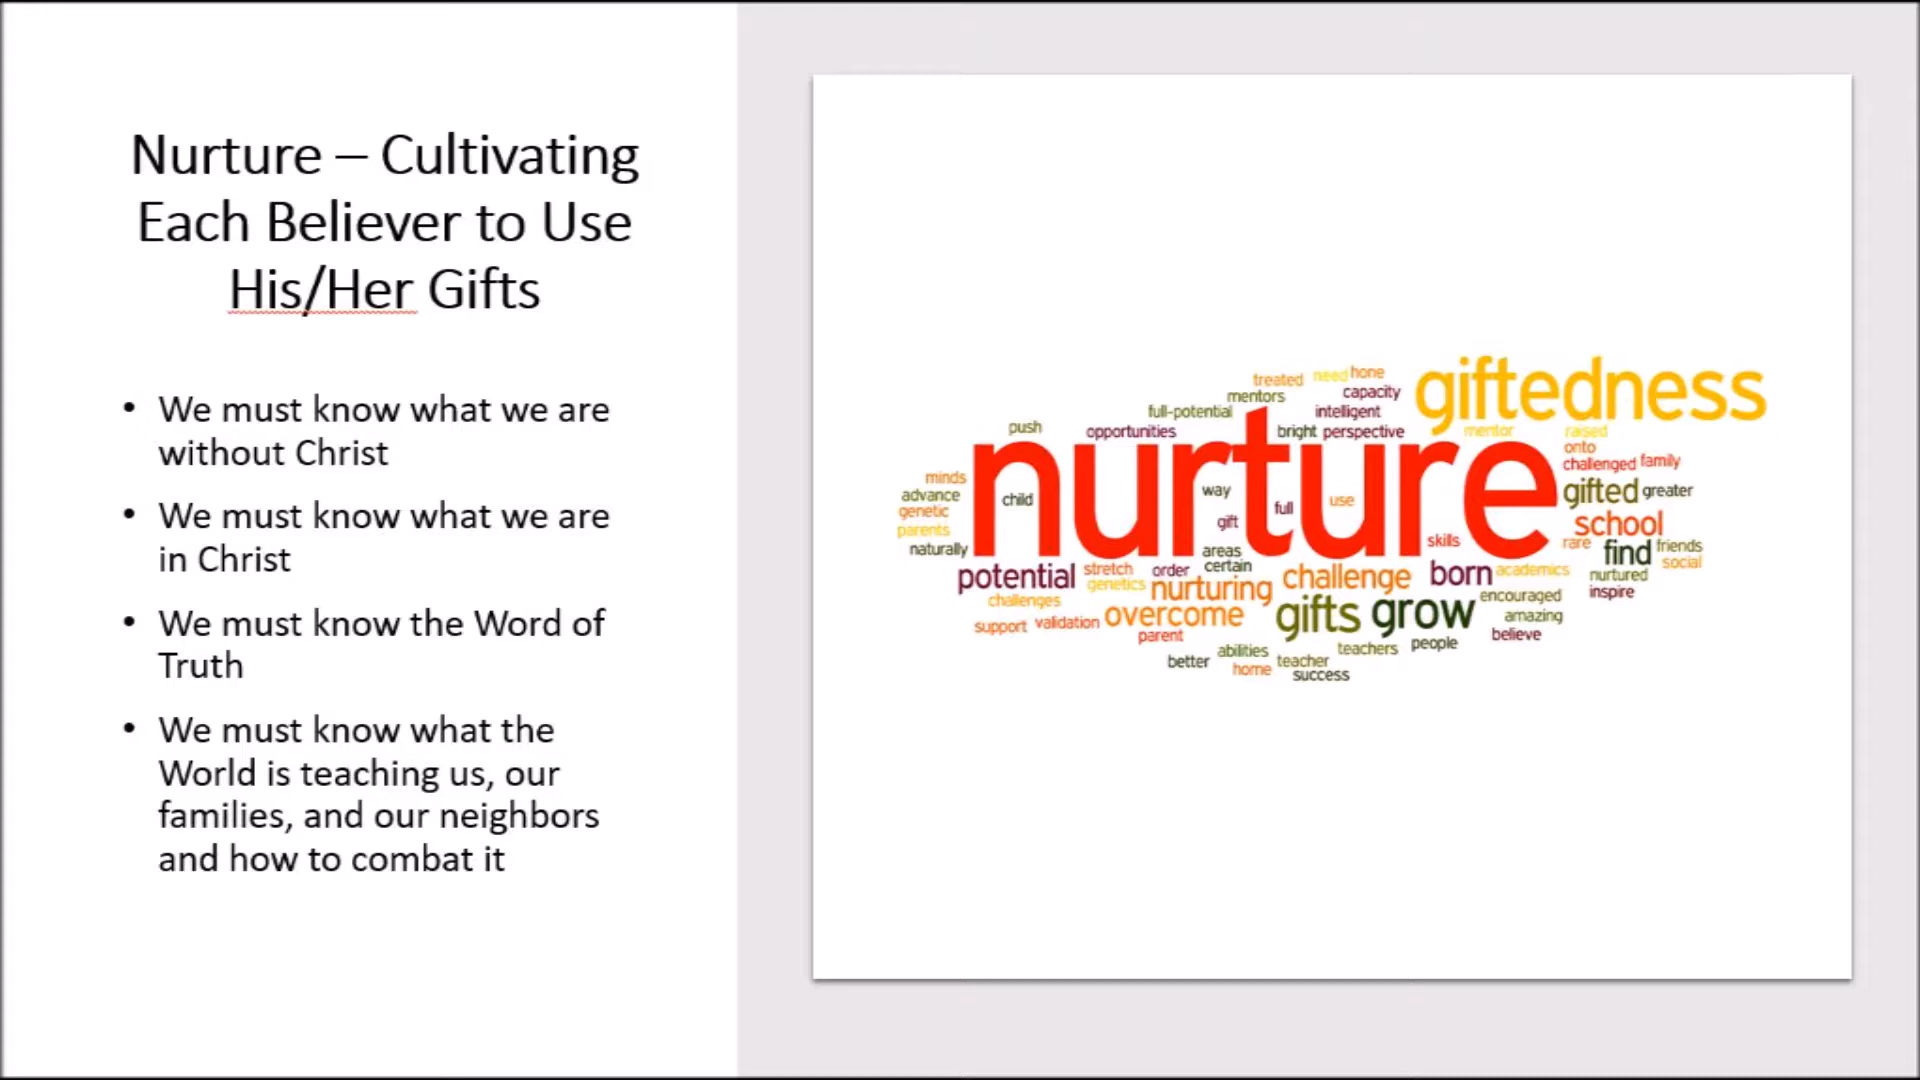 Nurture – Cultivating
Each Believer to Use
His/Her Gifts
• We must know what we are
without Christ
• We must know what we are
in Christ
• We must know the Word of
Truth
• We must know what the
World is teaching us, our
families, and our neighbors
and how to combat it
treated need hone
mentors capacity
giftedness
full-potential intelligent
push opportunities bright perspective mentor raised
onto
challenged family
nurture
minds
advance child way full use gifted greater
genetic gift school
parents skills rare find friends
naturally areas social
potential stretch order certain challenge born academics nurtured
genetics nurturing inspire
challenges overcome gifts grow encouraged
support validation amazing
parent believe
better abilities teacher teachers people
home success